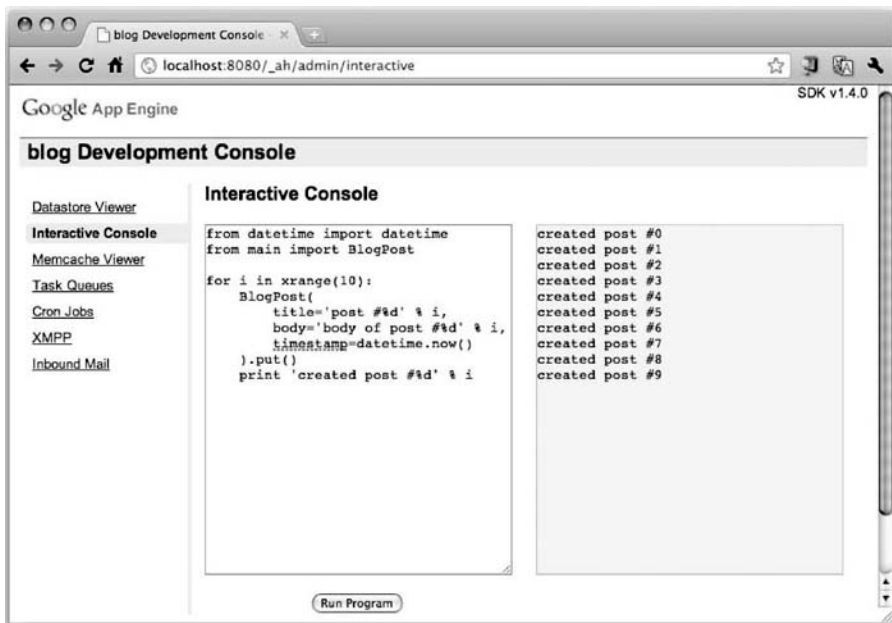 blog Development Console
localhost:8080/_ah/admin/interactive
SDK v1.4.0
Google App Engine
blog Development Console
Datastore Viewer
Interactive Console
Memcache Viewer
Task Queues
Cron Jobs
XMPP
Inbound Mail
Interactive Console
from datetime import datetime
from main import BlogPost
for i in xrange(10):
    BlogPost(
        title='post #%d' % i,
        body='body of post #%d' % i,
        timestamp=datetime.now()
    ).put()
    print 'created post #%d' % i
created post #0
created post #1
created post #2
created post #3
created post #4
created post #5
created post #6
created post #7
created post #8
created post #9
Run Program